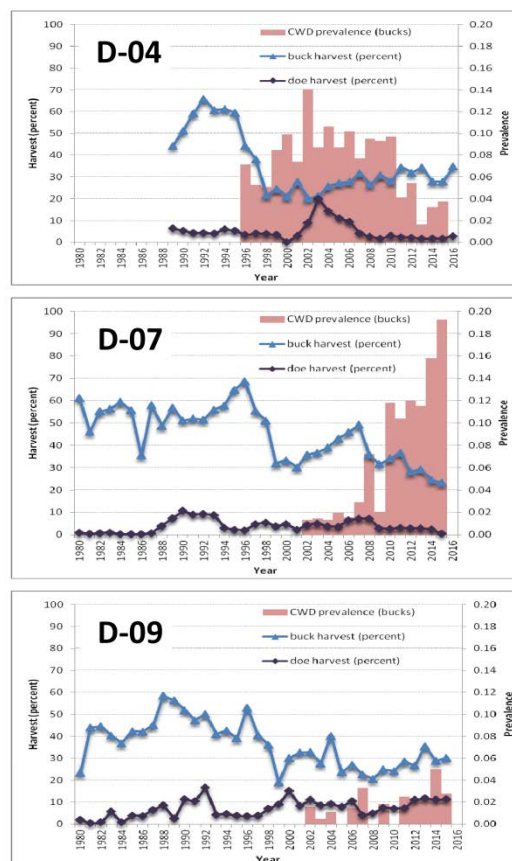 D-04
CWD prevalence (bucks)
buck harvest (percent)
doe harvest (percent)
Harvest (percent)
100
90
80
70
60
50
40
30
20
10
0
Prevalence
0.20
0.18
0.16
0.14
0.12
0.10
0.08
0.06
0.04
0.02
0.00
1980 1982 1984 1986 1988 1990 1992 1994 1996 1998 2000 2002 2004 2006 2008 2010 2012 2014 2016
Year
D-07
CWD prevalence (bucks)
buck harvest (percent)
doe harvest (percent)
Harvest (percent)
100
90
80
70
60
50
40
30
20
10
0
Prevalence
0.20
0.18
0.16
0.14
0.12
0.10
0.08
0.06
0.04
0.02
0.00
1980 1982 1984 1986 1988 1990 1992 1994 1996 1998 2000 2002 2004 2006 2008 2010 2012 2014 2016
Year
D-09
CWD prevalence (bucks)
buck harvest (percent)
doe harvest (percent)
Harvest (percent)
100
90
80
70
60
50
40
30
20
10
0
Prevalence
0.20
0.18
0.16
0.14
0.12
0.10
0.08
0.06
0.04
0.02
0.00
1980 1982 1984 1986 1988 1990 1992 1994 1996 1998 2000 2002 2004 2006 2008 2010 2012 2014 2016
Year